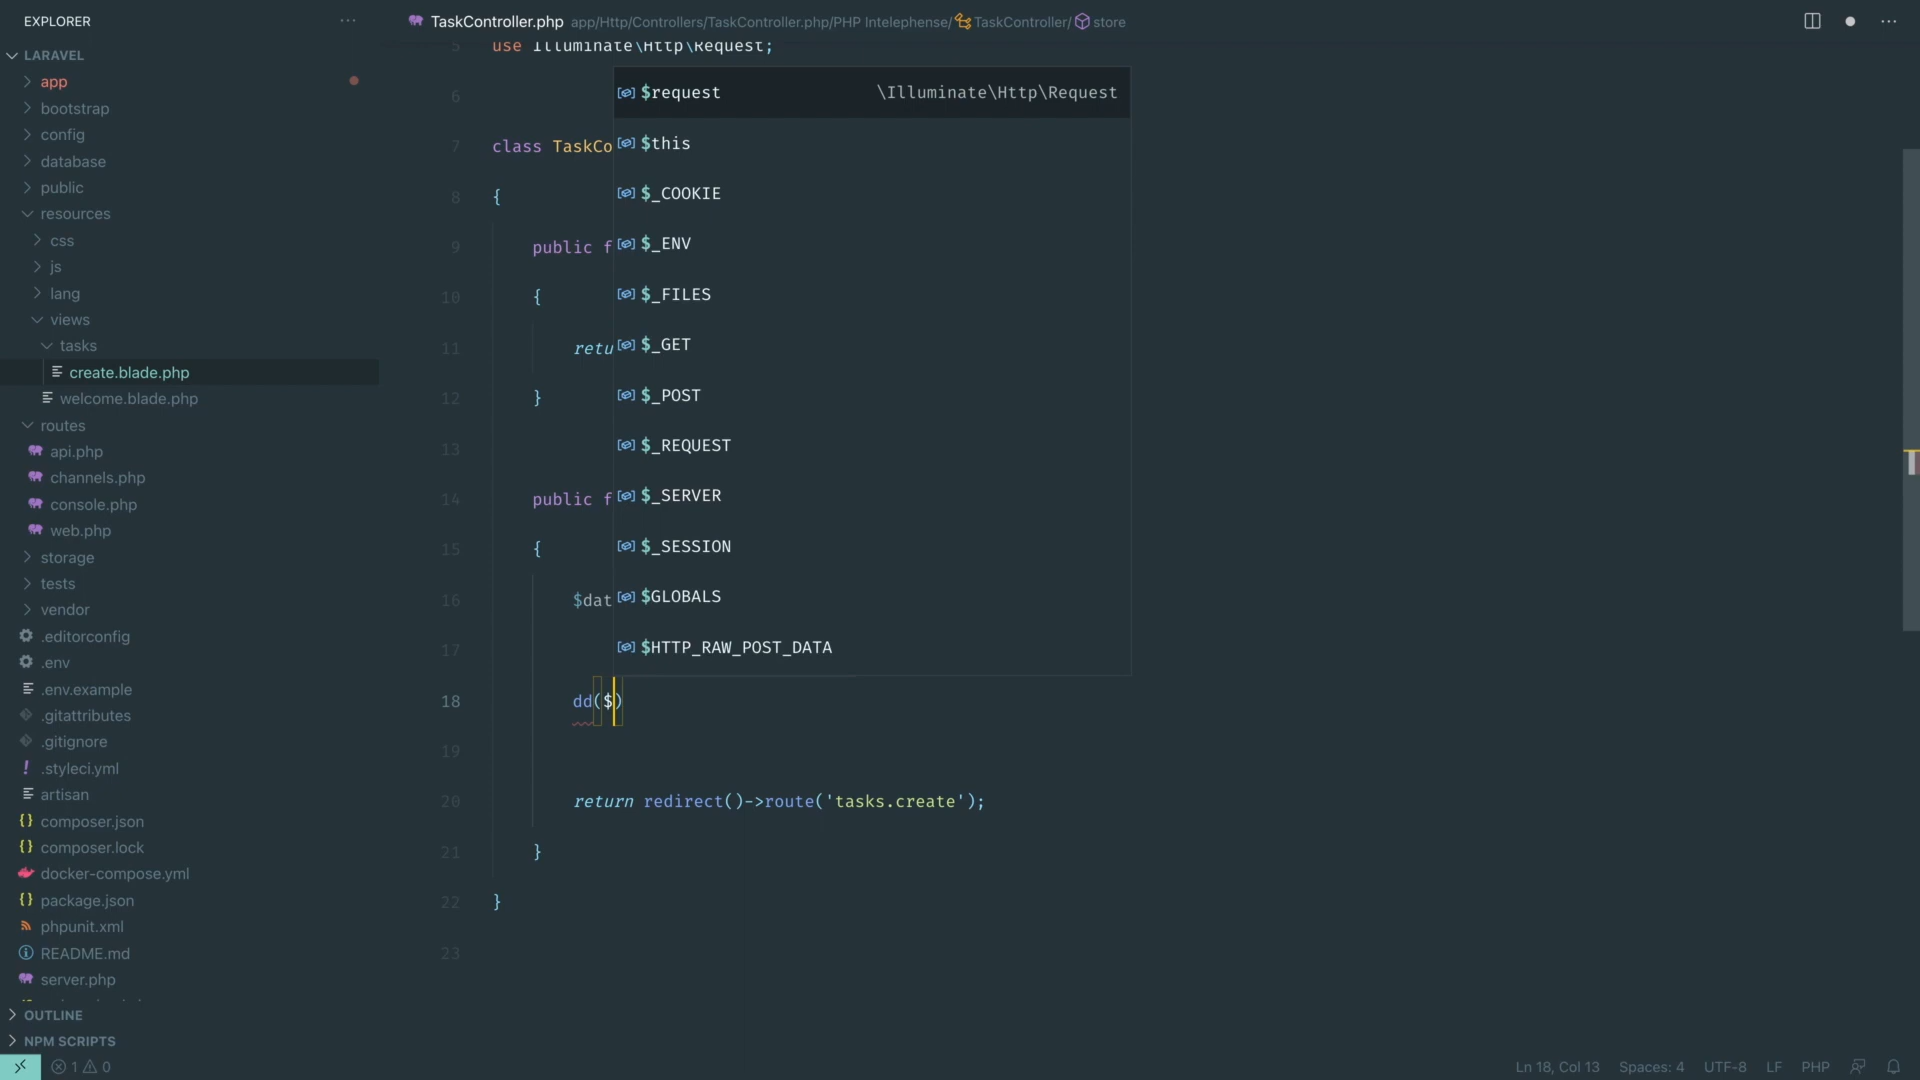 EXPLORER
LARAVEL
app
bootstrap
config
database
public
resources
css
js
lang
views
tasks
create.blade.php
welcome.blade.php
routes
api.php
channels.php
console.php
web.php
storage
tests
vendor
.editorconfig
.env
.env.example
.gitattributes
.gitignore
.styleci.yml
artisan
composer.json
composer.lock
docker-compose.yml
package.json
phpunit.xml
README.md
server.php
OUTLINE
NPM SCRIPTS
TaskController.php app/Http/Controllers/TaskController.php/PHP Intelephense/ TaskController/ store
5 use Illuminate\Http\Request;
6
7 class TaskCo
8 {
9 public f
10 {
11 retu
12 }
13
14 public f
15 {
16 $dat
17
18 dd($)
19
20 return redirect()->route('tasks.create');
21 }
22 }
23
$request \Illuminate\Http\Request
$this
$_COOKIE
$_ENV
$_FILES
$_GET
$_POST
$_REQUEST
$_SERVER
$_SESSION
$GLOBALS
$HTTP_RAW_POST_DATA
1 0 Ln 18, Col 13 Spaces: 4 UTF-8 LF PHP